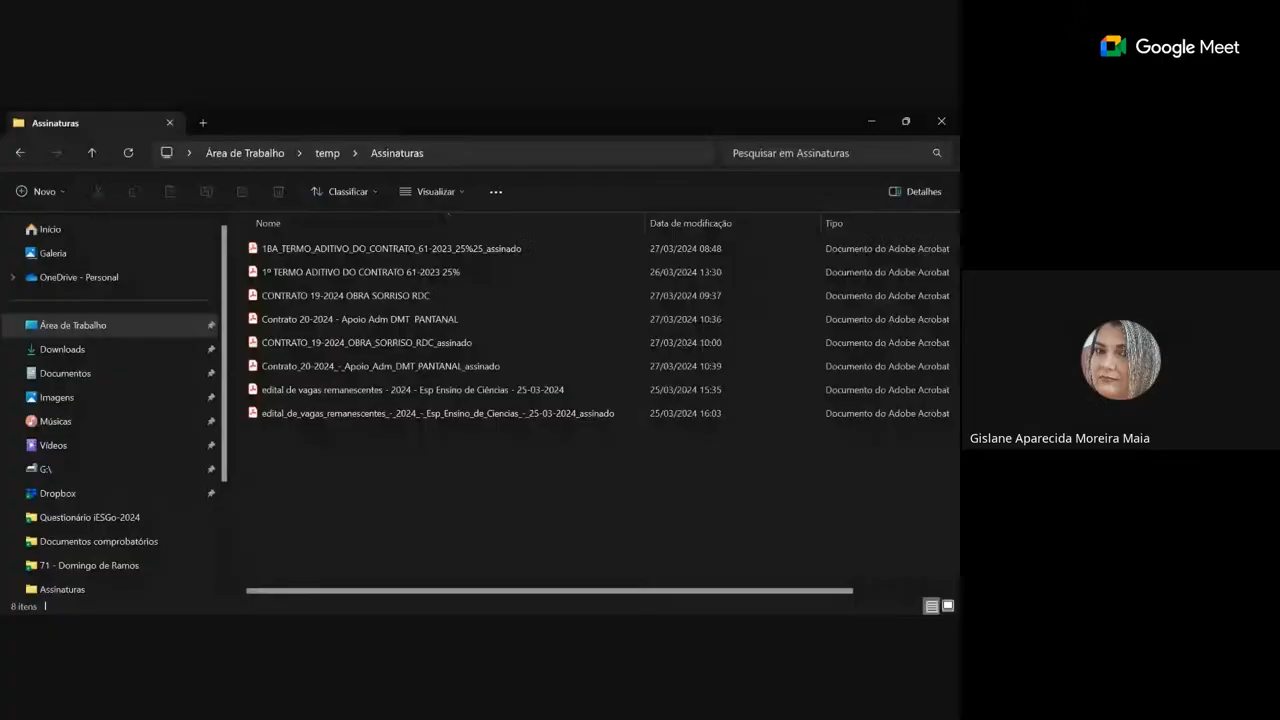 Google Meet
Assinaturas
Área de Trabalho > temp > Assinaturas
Pesquisar em Assinaturas
Novo
Classificar
Visualizar
Detalhes
Início
Galeria
OneDrive - Personal
Área de Trabalho
Downloads
Documentos
Imagens
Músicas
Vídeos
G:\
Dropbox
Questionário iESGo-2024
Documentos comprobatórios
71 - Domingo de Ramos
Assinaturas
8 itens
Nome Data de modificação Tipo
1BA_TERMO_ADITIVO_DO_CONTRATO_61-2023_25%25_assinado 27/03/2024 08:48 Documento do Adobe Acrobat
1º TERMO ADITIVO DO CONTRATO 61-2023 25% 26/03/2024 13:30 Documento do Adobe Acrobat
CONTRATO 19-2024 OBRA SORRISO RDC 27/03/2024 09:37 Documento do Adobe Acrobat
Contrato 20-2024 - Apoio Adm DMT PANTANAL 27/03/2024 10:36 Documento do Adobe Acrobat
CONTRATO_19-2024_OBRA_SORRISO_RDC_assinado 27/03/2024 10:00 Documento do Adobe Acrobat
Contrato_20-2024_-_Apoio_Adm_DMT_PANTANAL_assinado 27/03/2024 10:39 Documento do Adobe Acrobat
edital de vagas remanescentes - 2024 - Esp Ensino de Ciências - 25-03-2024 25/03/2024 15:35 Documento do Adobe Acrobat
edital_de_vagas_remanescentes_-_2024_-_Esp_Ensino_de_Ciencias_-_25-03-2024_assinado 25/03/2024 16:03 Documento do Adobe Acrobat
Gislane Aparecida Moreira Maia